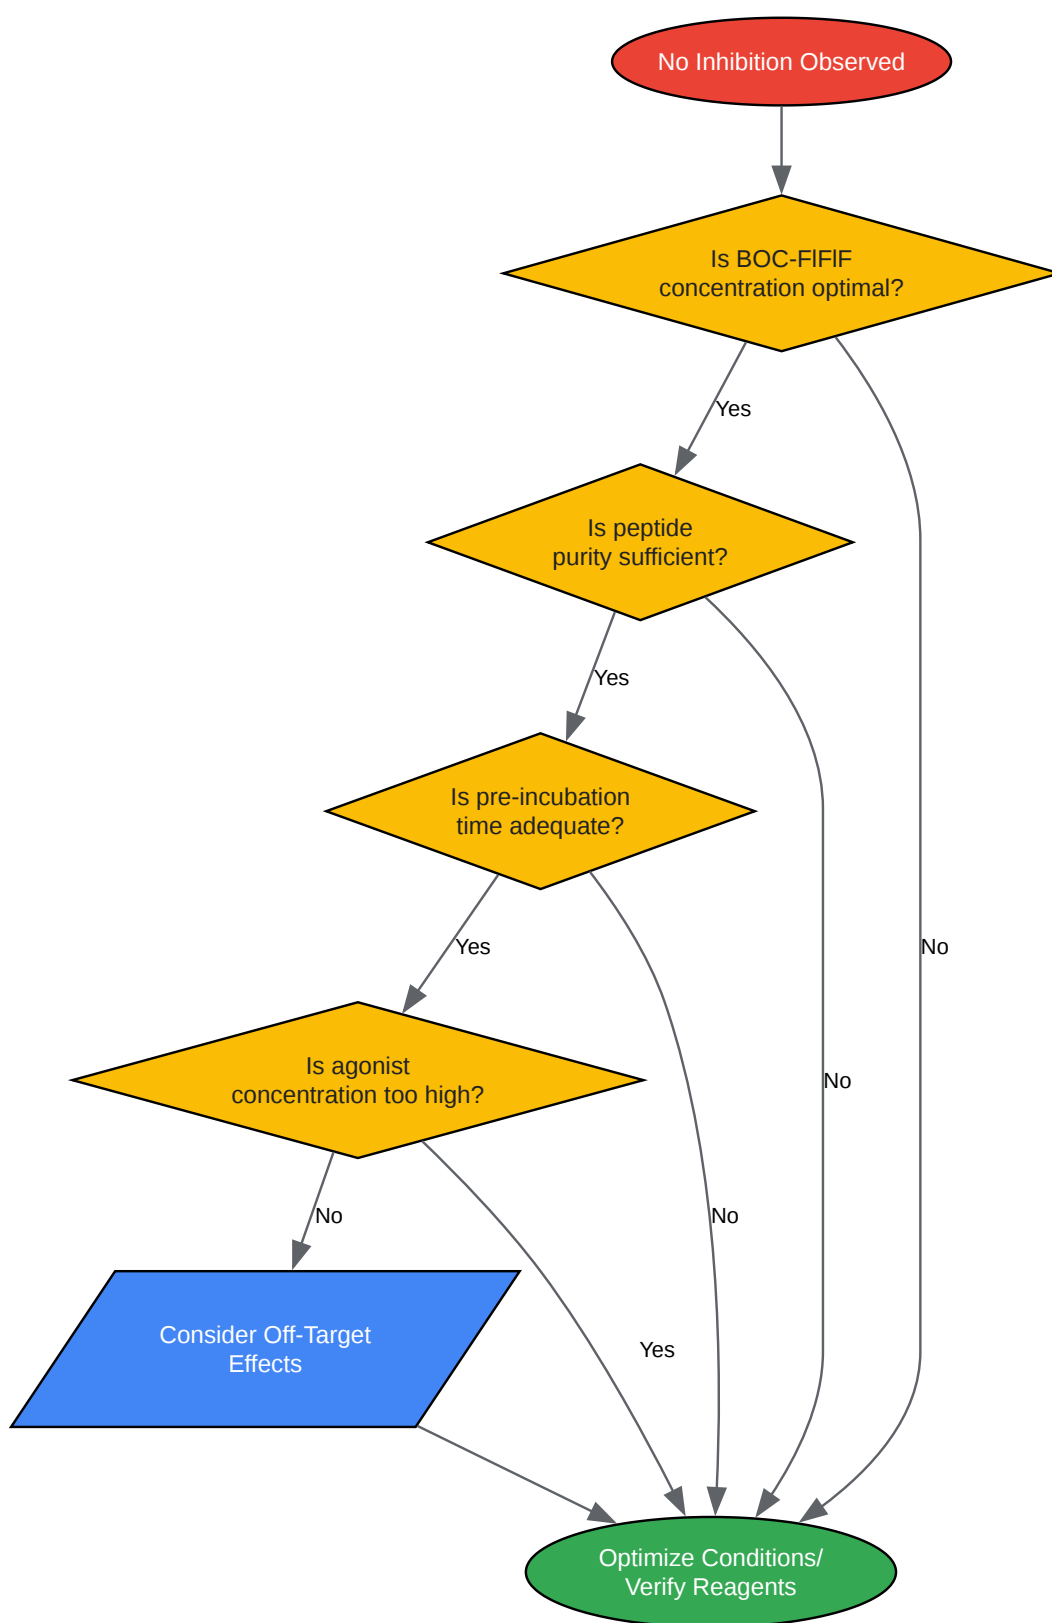 No Inhibition Observed
Is BOC-FlFlF
concentration optimal?
Yes
Is peptide
purity sufficient?
Yes
Is pre-incubation
time adequate?
Yes
No
Is agonist
concentration too high?
No
No
No
Yes
Consider Off-Target
Effects
Optimize Conditions/
Verify Reagents